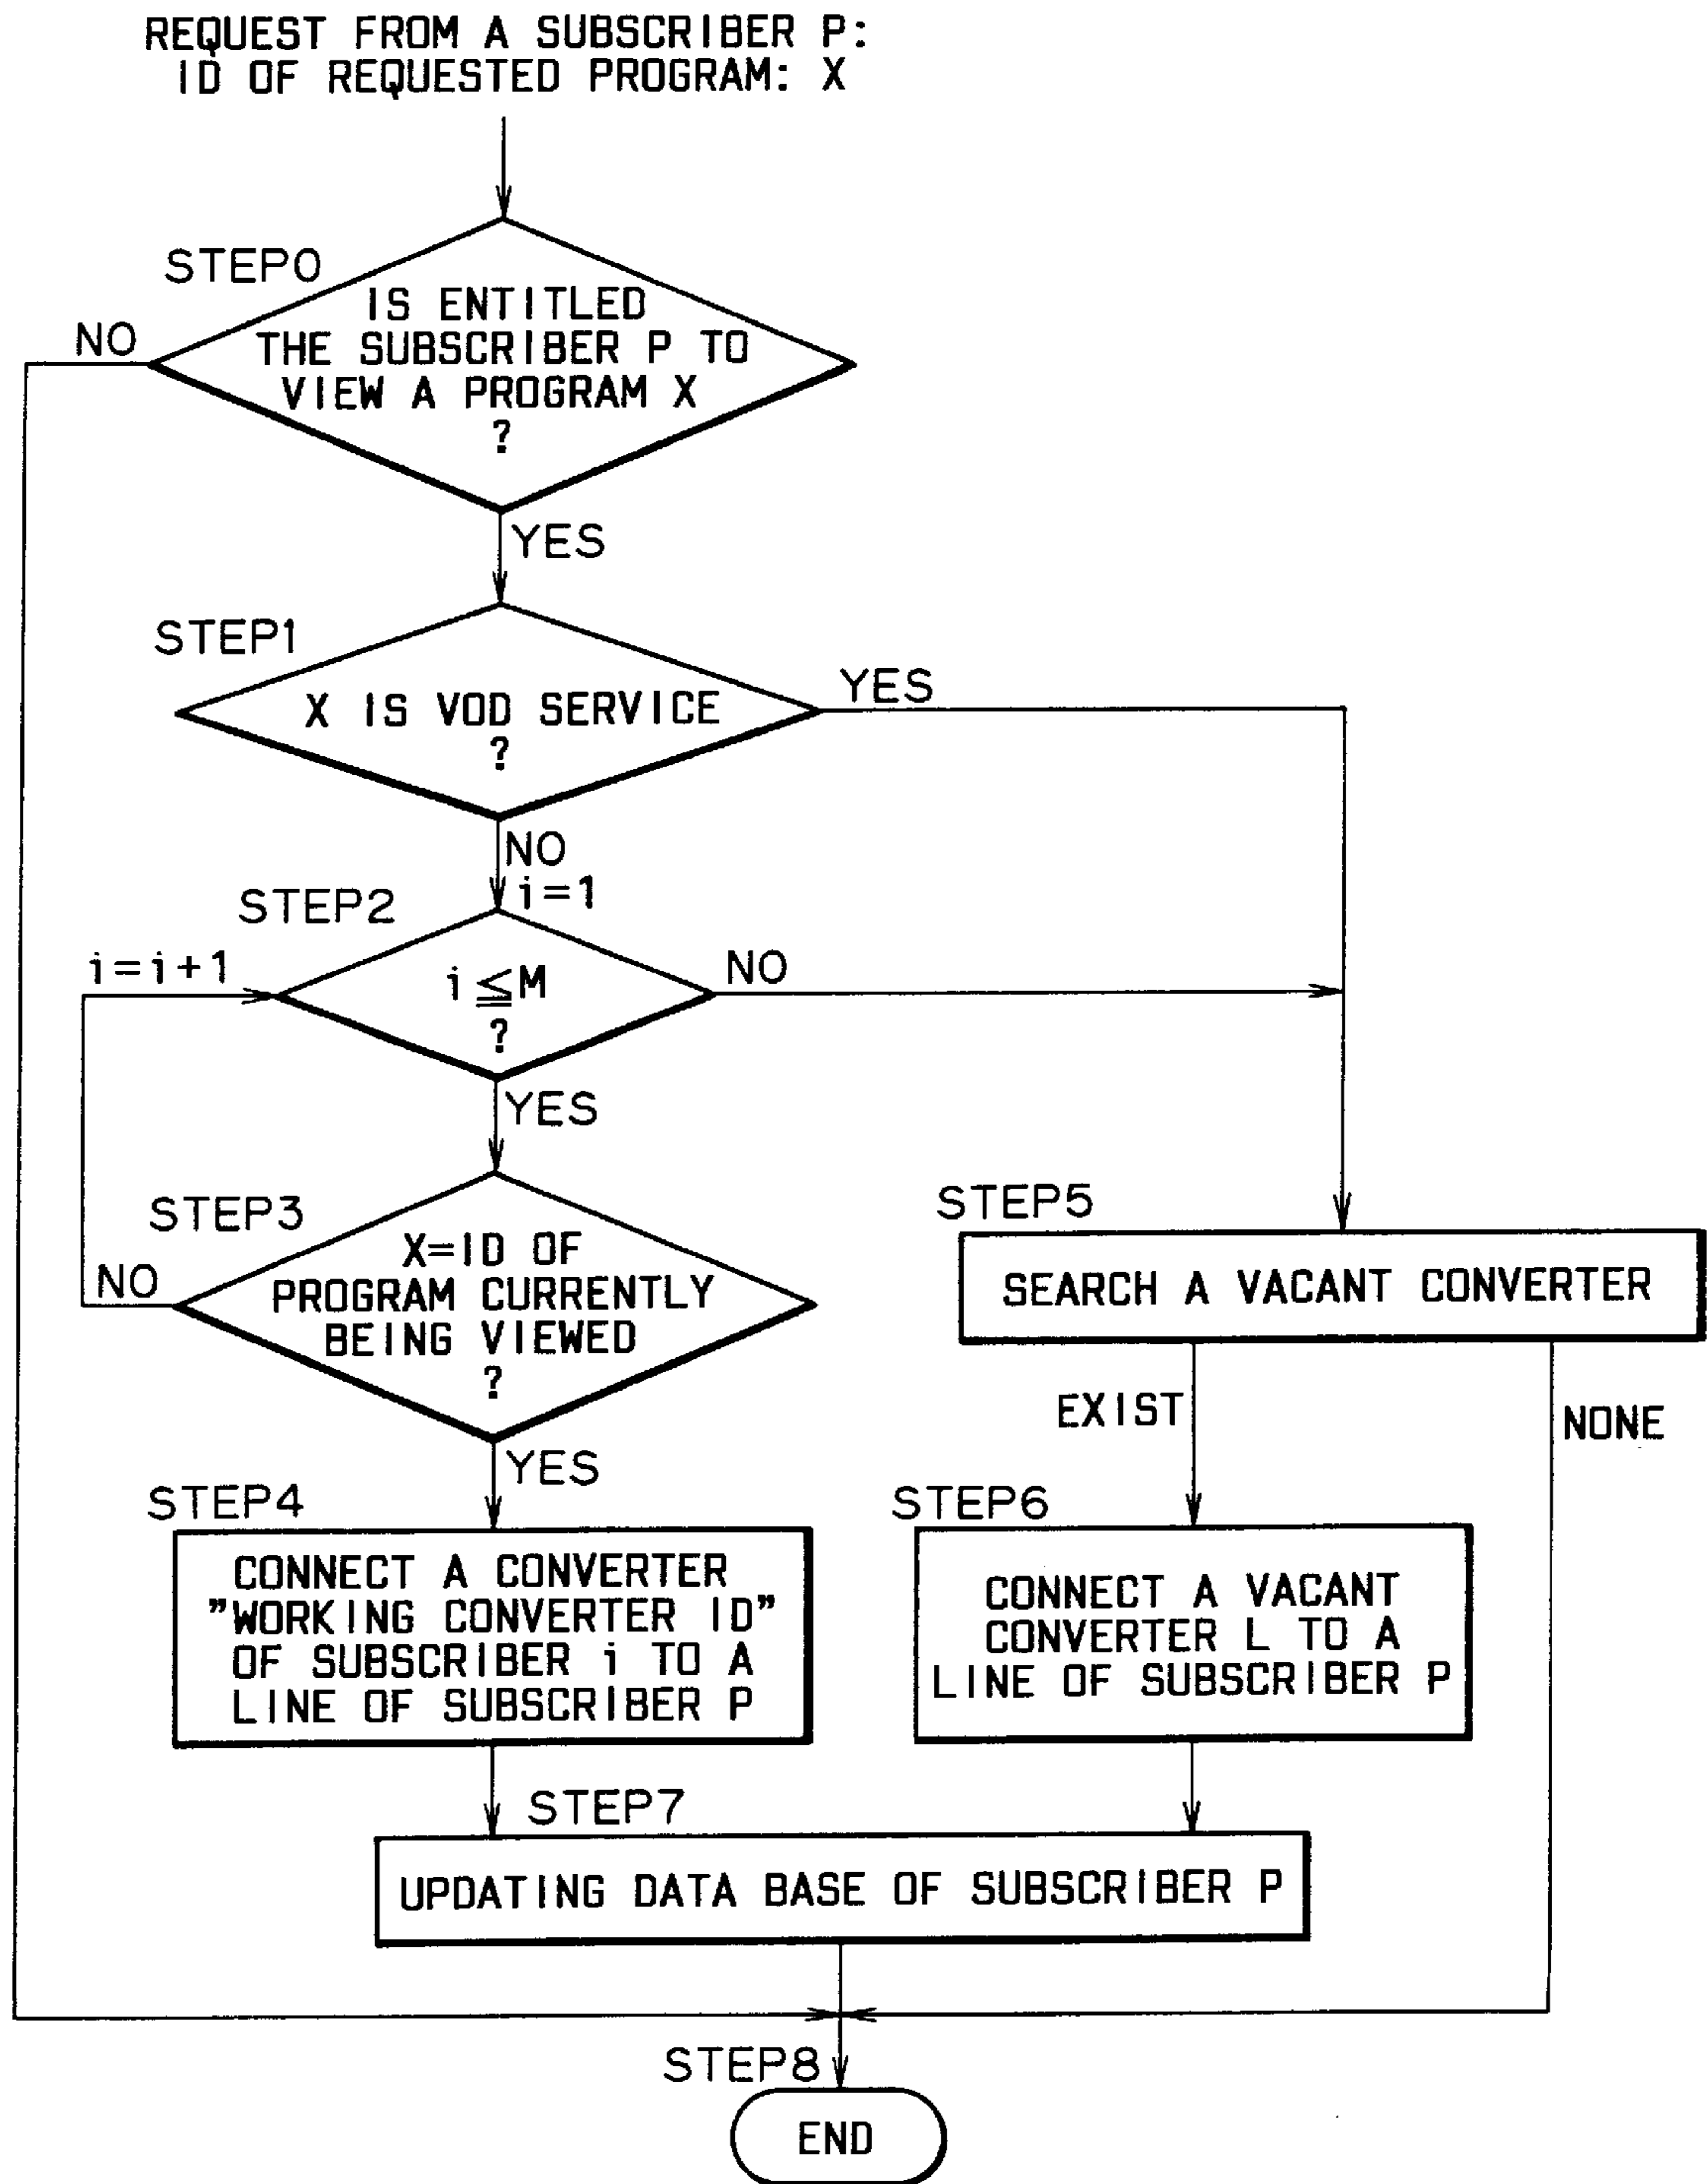 REQUEST FROM A SUBSCRIBER P:
ID OF REQUESTED PROGRAM: X
STEP0
IS ENTITLED
THE SUBSCRIBER P TO
VIEW A PROGRAM X
?
NO
YES
STEP1
X IS VOD SERVICE
?
YES
NO
i=1
STEP2
i=i+1
i≦M
?
NO
YES
STEP3
X=ID OF
PROGRAM CURRENTLY
BEING VIEWED
?
NO
YES
STEP5
SEARCH A VACANT CONVERTER
EXIST
NONE
STEP4
CONNECT A CONVERTER
"WORKING CONVERTER ID"
OF SUBSCRIBER i TO A
LINE OF SUBSCRIBER P
STEP6
CONNECT A VACANT
CONVERTER L TO A
LINE OF SUBSCRIBER P
STEP7
UPDATING DATA BASE OF SUBSCRIBER P
STEP8
END